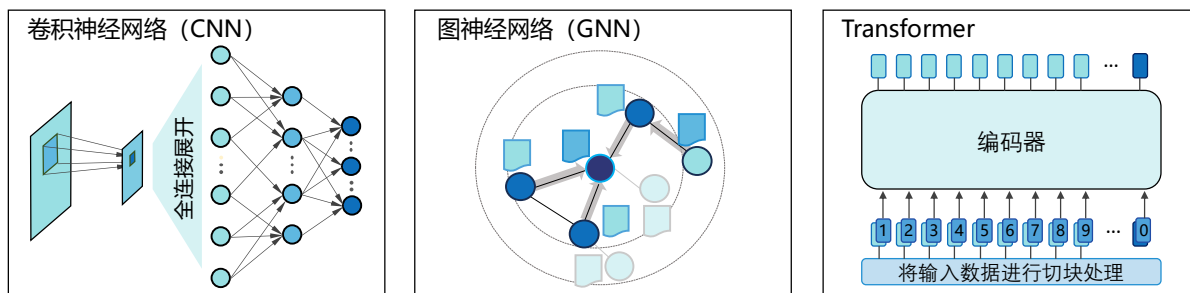 卷积神经网络（CNN）
全连接展开
图神经网络（GNN）
Transformer
...
编码器
1 2 3 4 5 6 7 8 9 ... 0
将输入数据进行切块处理